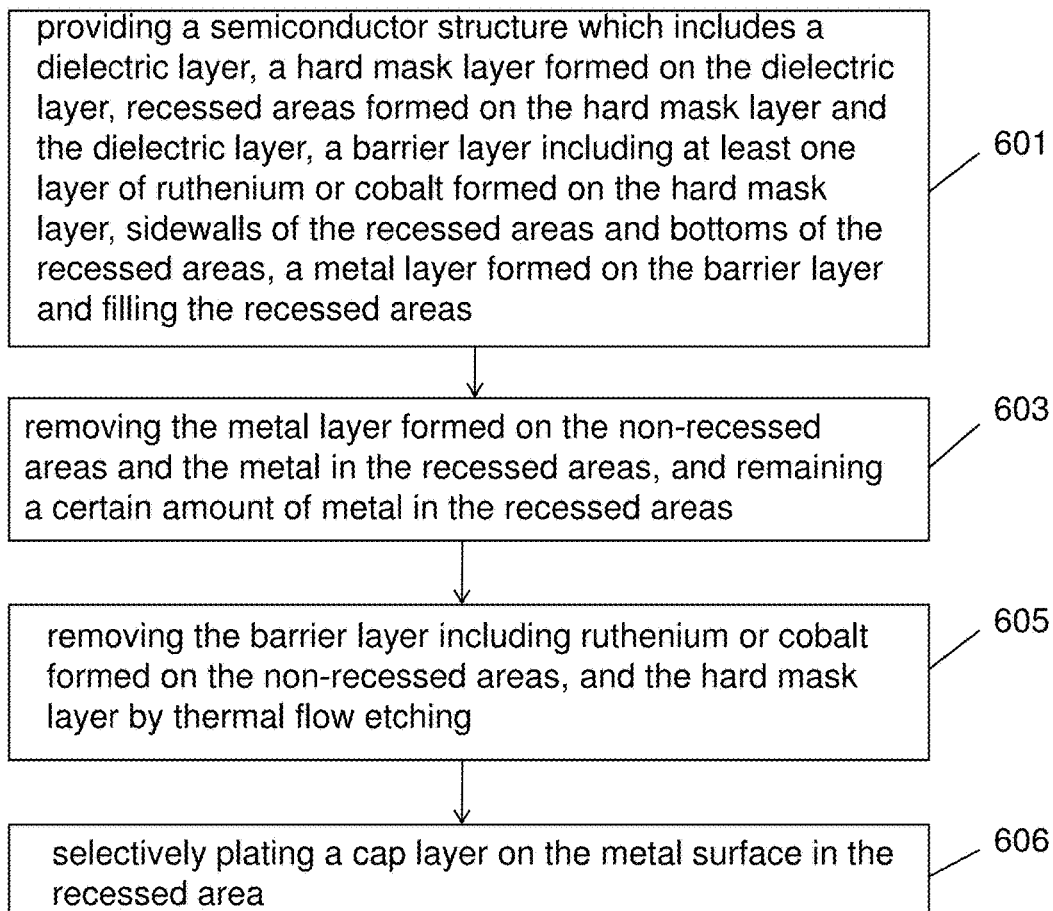 providing a semiconductor structure which includes a
dielectric layer, a hard mask layer formed on the dielectric
layer, recessed areas formed on the hard mask layer and
the dielectric layer, a barrier layer including at least one
layer of ruthenium or cobalt formed on the hard mask
layer, sidewalls of the recessed areas and bottoms of the
recessed areas, a metal layer formed on the barrier layer
and filling the recessed areas
601
removing the metal layer formed on the non-recessed
areas and the metal in the recessed areas, and remaining
a certain amount of metal in the recessed areas
603
removing the barrier layer including ruthenium or cobalt
formed on the non-recessed areas, and the hard mask
layer by thermal flow etching
605
selectively plating a cap layer on the metal surface in the
recessed area
606